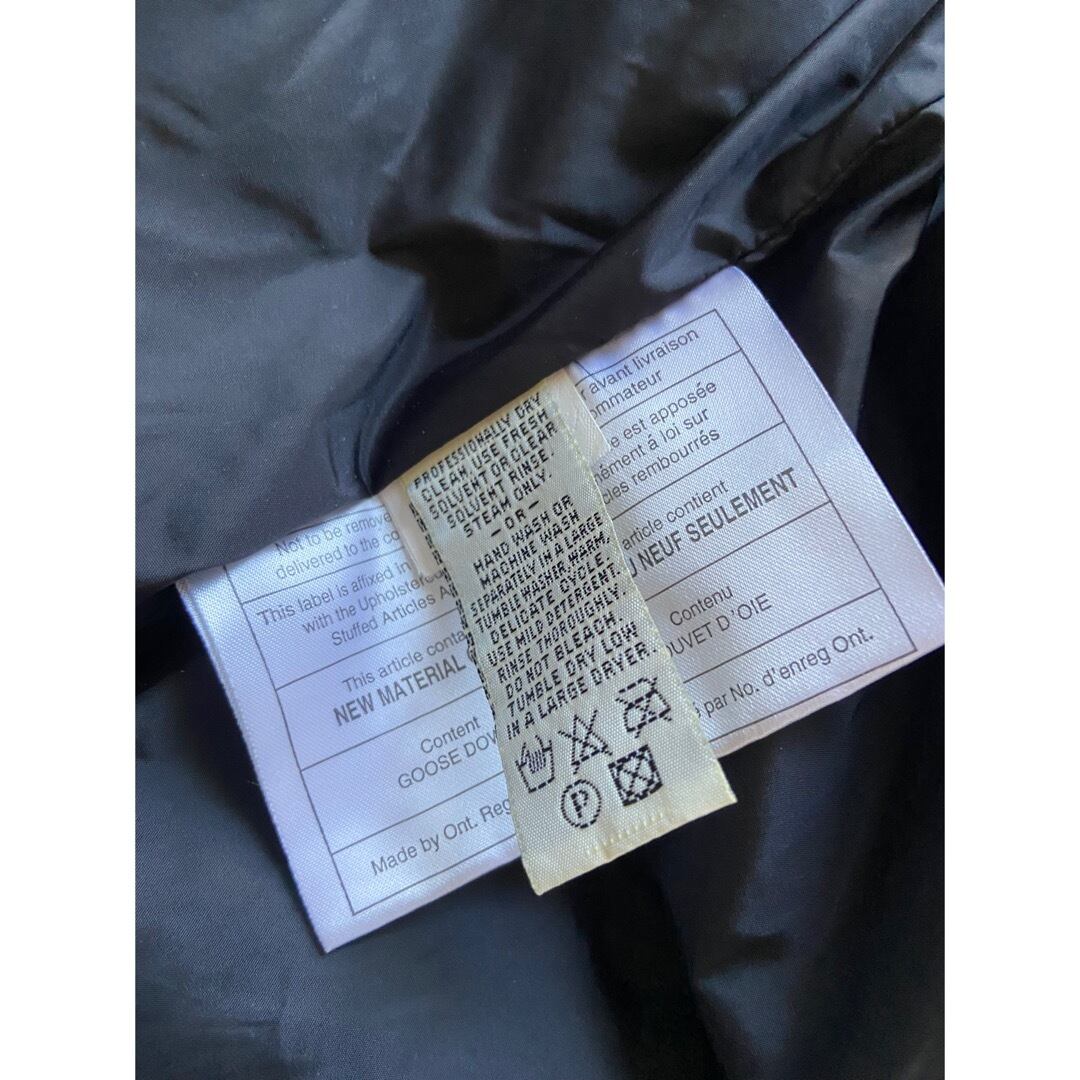 PROFESSIONALLY DRY
CLEAN, USE FRESH
SOLVENT OR CLEAR
SOLVENT RINSE.
STEAM ONLY.
—OR—
HAND WASH OR
MACHINE WASH
SEPARATELY IN A LARGE
TUMBLE WASHER, WARM,
DELICATE CYCLE.
USE MILD DETERGENT.
RINSE THOROUGHLY.
DO NOT BLEACH.
TUMBLE DRY LOW
IN A LARGE DRYER.
P
Not to be remove
delivered to the co
This label is affixed in
with the Upholster
Stuffed Articles A
This article conta
NEW MATERIAL
Content
GOOSE DOW
Made by Ont. Reg
avant livraison
ommateur
e est apposée
ément à loi sur
cles rembourrés
article contient
NEUF SEULEMENT
Contenu
DUVET D'OIE
par No. d'enreg Ont.